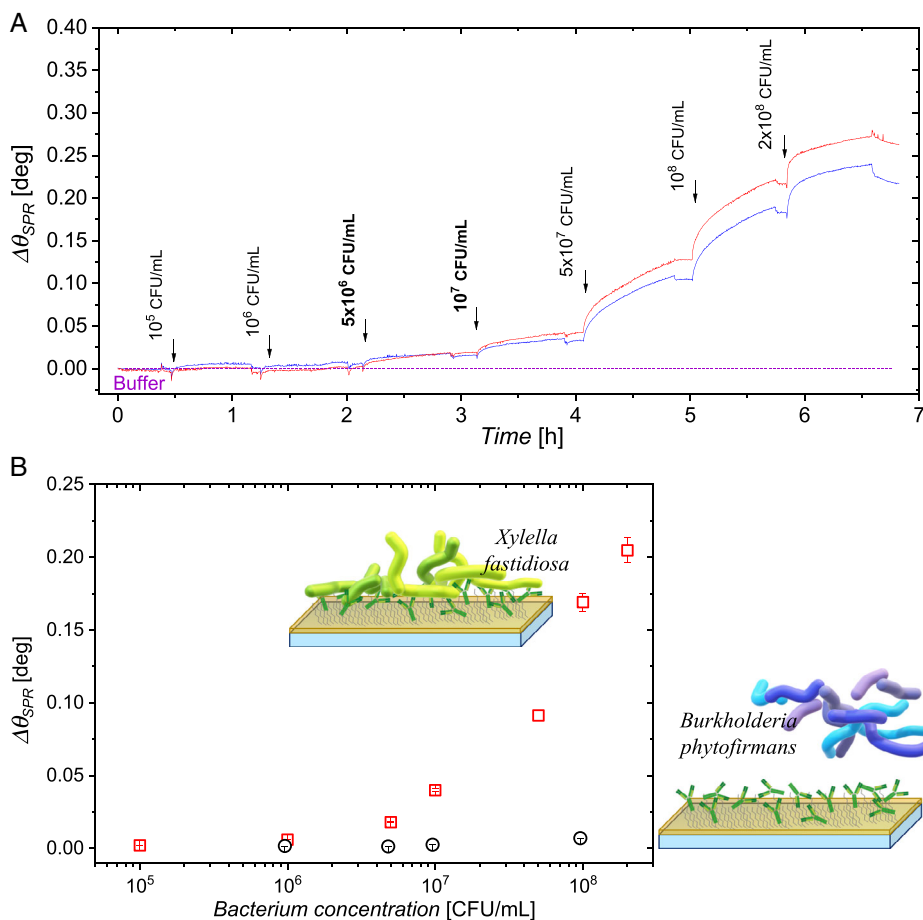 A
0.40
0.35
0.30
0.25
0.20
0.15
0.10
0.05
0.00
ΔθSPR [deg]
10⁵ CFU/mL
10⁶ CFU/mL
5x10⁶ CFU/mL
10⁷ CFU/mL
5x10⁷ CFU/mL
10⁸ CFU/mL
2x10⁸ CFU/mL
Buffer
0 1 2 3 4 5 6 7
Time [h]
B
0.25
0.20
0.15
0.10
0.05
0.00
ΔθSPR [deg]
Xylella
fastidiosa
Burkholderia
phytofirmans
10⁵ 10⁶ 10⁷ 10⁸
Bacterium concentration [CFU/mL]